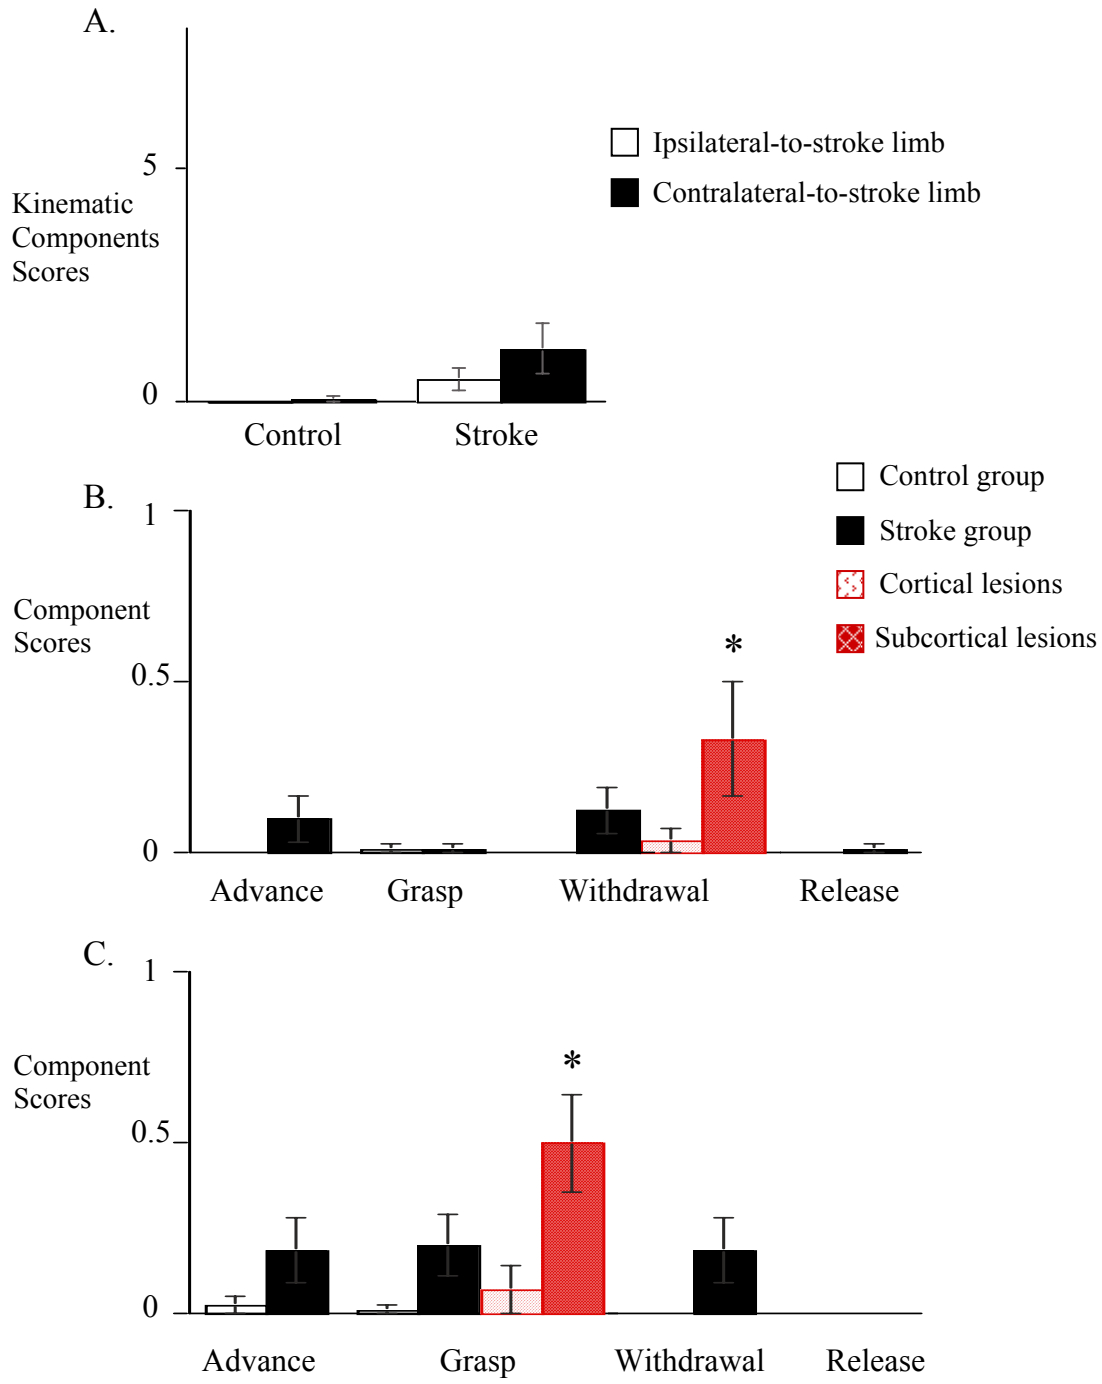 A.
5
Kinematic
Components
Scores
0
Control Stroke
Ipsilateral-to-stroke limb
Contralateral-to-stroke limb
B.
1
Component
Scores
0.5
0
*
Advance Grasp Withdrawal Release
Control group
Stroke group
Cortical lesions
Subcortical lesions
C.
1
Component
Scores
0.5
0
*
Advance Grasp Withdrawal Release